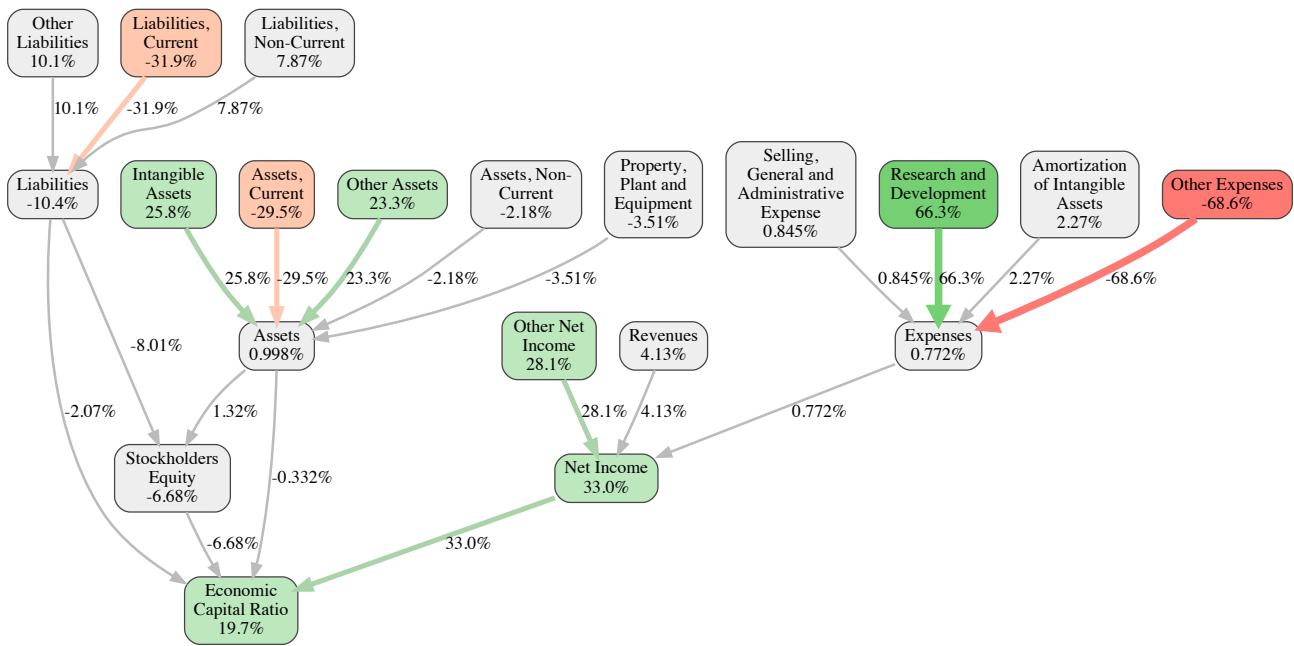 Other
Liabilities
10.1%
Liabilities,
Current
-31.9%
Liabilities,
Non-Current
7.87%
10.1%
-31.9%
7.87%
Liabilities
-10.4%
Intangible
Assets
25.8%
Assets,
Current
-29.5%
Other Assets
23.3%
Assets, Non-
Current
-2.18%
Property,
Plant and
Equipment
-3.51%
Selling,
General and
Administrative
Expense
0.845%
Research and
Development
66.3%
Amortization
of Intangible
Assets
2.27%
Other Expenses
-68.6%
25.8%
-29.5%
23.3%
-2.18%
-3.51%
0.845%
66.3%
2.27%
-68.6%
-8.01%
Assets
0.998%
Other Net
Income
28.1%
Revenues
4.13%
Expenses
0.772%
-2.07%
1.32%
28.1%
4.13%
0.772%
Stockholders
Equity
-6.68%
-0.332%
Net Income
33.0%
-6.68%
33.0%
Economic
Capital Ratio
19.7%